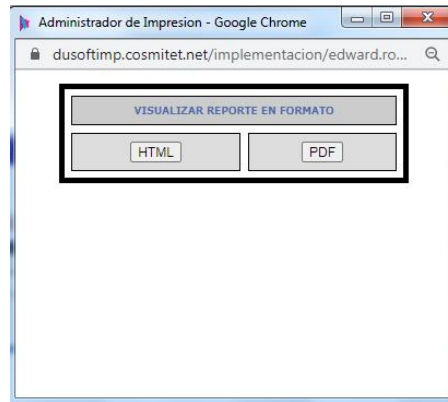 Administrador de Impresion - Google Chrome
dusoftimp.cosmitet.net/implementacion/edward.ro...
VISUALIZAR REPORTE EN FORMATO
HTML PDF